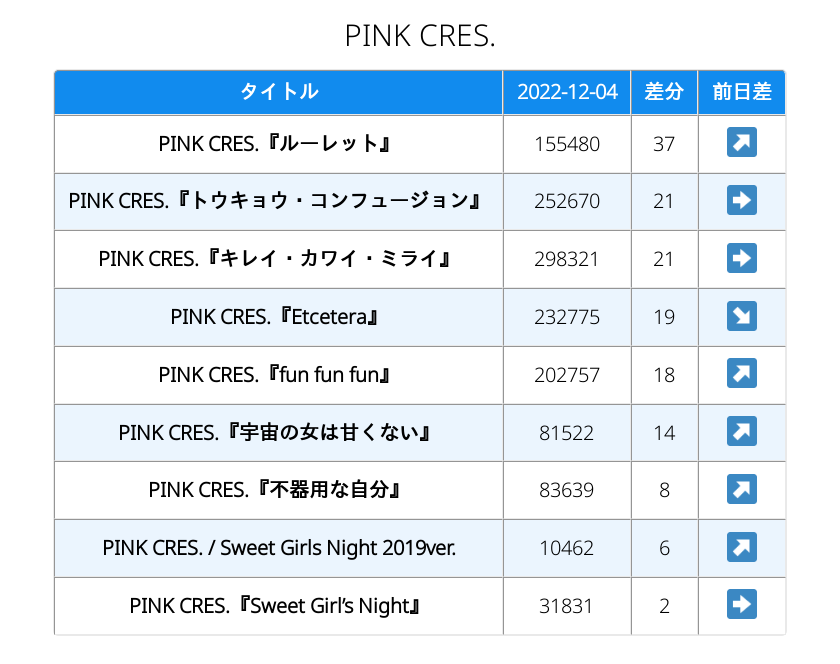 PINK CRES.
タイトル 2022-12-04 差分 前日差
PINK CRES.『ルーレット』 155480 37 ↗
PINK CRES.『トウキョウ・コンフュージョン』 252670 21 ➡
PINK CRES.『キレイ・カワイ・ミライ』 298321 21 ➡
PINK CRES.『Etcetera』 232775 19 ↘
PINK CRES.『fun fun fun』 202757 18 ↗
PINK CRES.『宇宙の女は甘くない』 81522 14 ↗
PINK CRES.『不器用な自分』 83639 8 ↗
PINK CRES. / Sweet Girls Night 2019ver. 10462 6 ↗
PINK CRES.『Sweet Girl’s Night』 31831 2 ➡